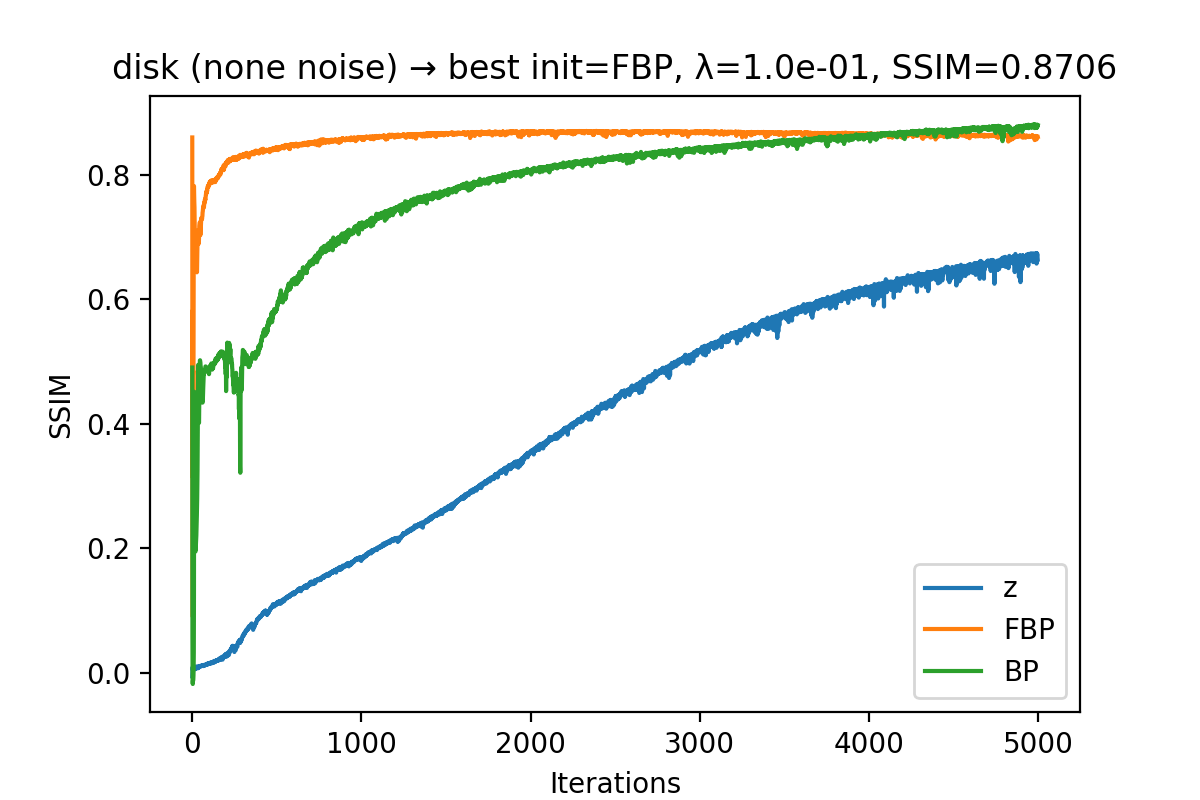 disk (none noise) → best init=FBP, λ=1.0e-01, SSIM=0.8706
SSIM
0.8
0.6
0.4
0.2
0.0
z
FBP
BP
0 1000 2000 3000 4000 5000
Iterations